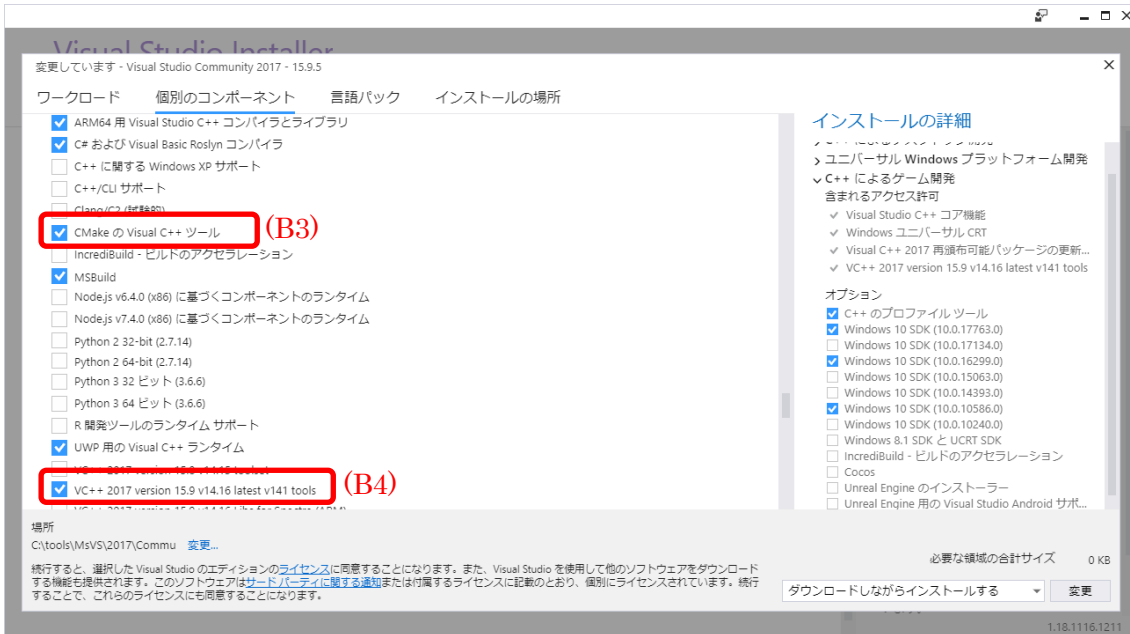 Visual Studio Installer
変更しています - Visual Studio Community 2017 - 15.9.5
ワークロード 個別のコンポーネント 言語パック インストールの場所
ARM64 用 Visual Studio C++ コンパイラとライブラリ
C# および Visual Basic Roslyn コンパイラ
C++ に関する Windows XP サポート
C++/CLI サポート
Clang/C2 (試験的)
CMake の Visual C++ ツール
(B3)
IncrediBuild - ビルドのアクセラレーション
MSBuild
Node.js v6.4.0 (x86) に基づくコンポーネントのランタイム
Node.js v7.4.0 (x86) に基づくコンポーネントのランタイム
Python 2 32-bit (2.7.14)
Python 2 64-bit (2.7.14)
Python 3 32 ビット (3.6.6)
Python 3 64 ビット (3.6.6)
R 開発ツールのランタイム サポート
UWP 用の Visual C++ ランタイム
VC++ 2017 version 15.9 v14.16 latest v141 tools
(B4)
インストールの詳細
ユニバーサル Windows プラットフォーム開発
C++ によるゲーム開発
含まれるアクセス許可
Visual Studio C++ コア機能
Windows ユニバーサル CRT
Visual C++ 2017 再頒布可能パッケージの更新...
VC++ 2017 version 15.9 v14.16 latest v141 tools
オプション
C++ のプロファイル ツール
Windows 10 SDK (10.0.17763.0)
Windows 10 SDK (10.0.17134.0)
Windows 10 SDK (10.0.16299.0)
Windows 10 SDK (10.0.15063.0)
Windows 10 SDK (10.0.14393.0)
Windows 10 SDK (10.0.10586.0)
Windows 10 SDK (10.0.10240.0)
Windows 8.1 SDK と UCRT SDK
IncrediBuild - ビルドのアクセラレーション
Cocos
Unreal Engine のインストーラー
Unreal Engine 用の Visual Studio Android サポ...
場所
C:\tools\MsVS\2017\Commu 変更...
続行すると、選択した Visual Studio のエディションのライセンスに同意することになります。また、Visual Studio を使用して他のソフトウェアをダウンロード
する機能も提供されます。このソフトウェアはサード パーティに関する通知または付属するライセンスに記載のとおり、個別にライセンスされています。続行
することで、これらのライセンスにも同意することになります。
必要な領域の合計サイズ 0 KB
ダウンロードしながらインストールする 変更
1.18.1116.1211